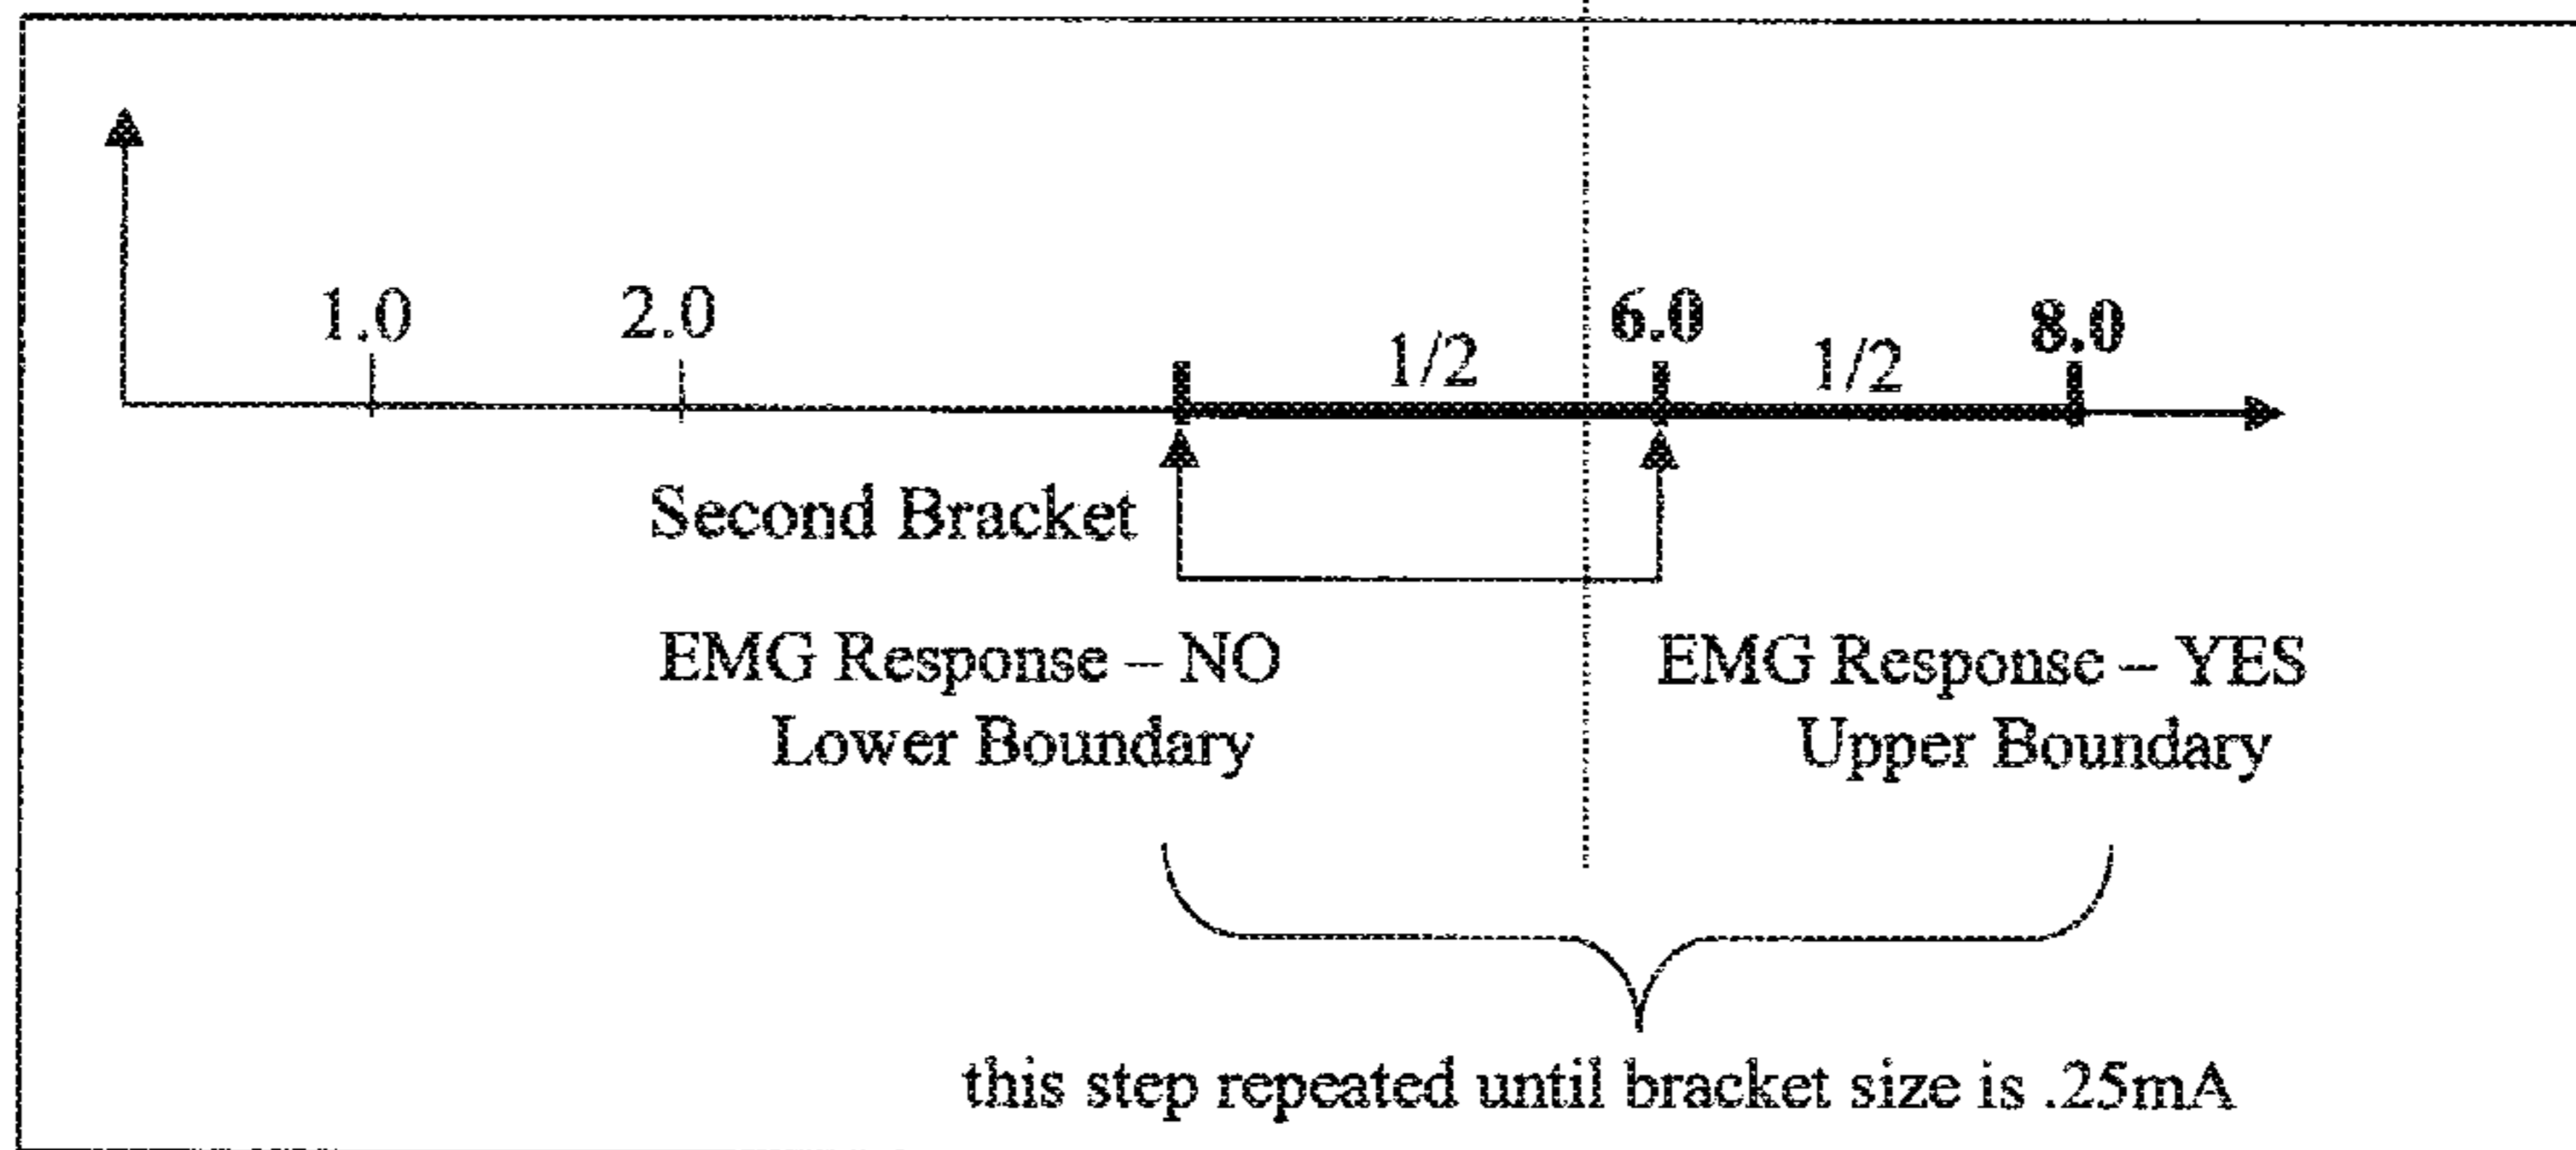 1.0
2.0
1/2
6.0
1/2
8.0
Second Bracket
EMG Response – NO
Lower Boundary
EMG Response – YES
Upper Boundary
this step repeated until bracket size is .25mA